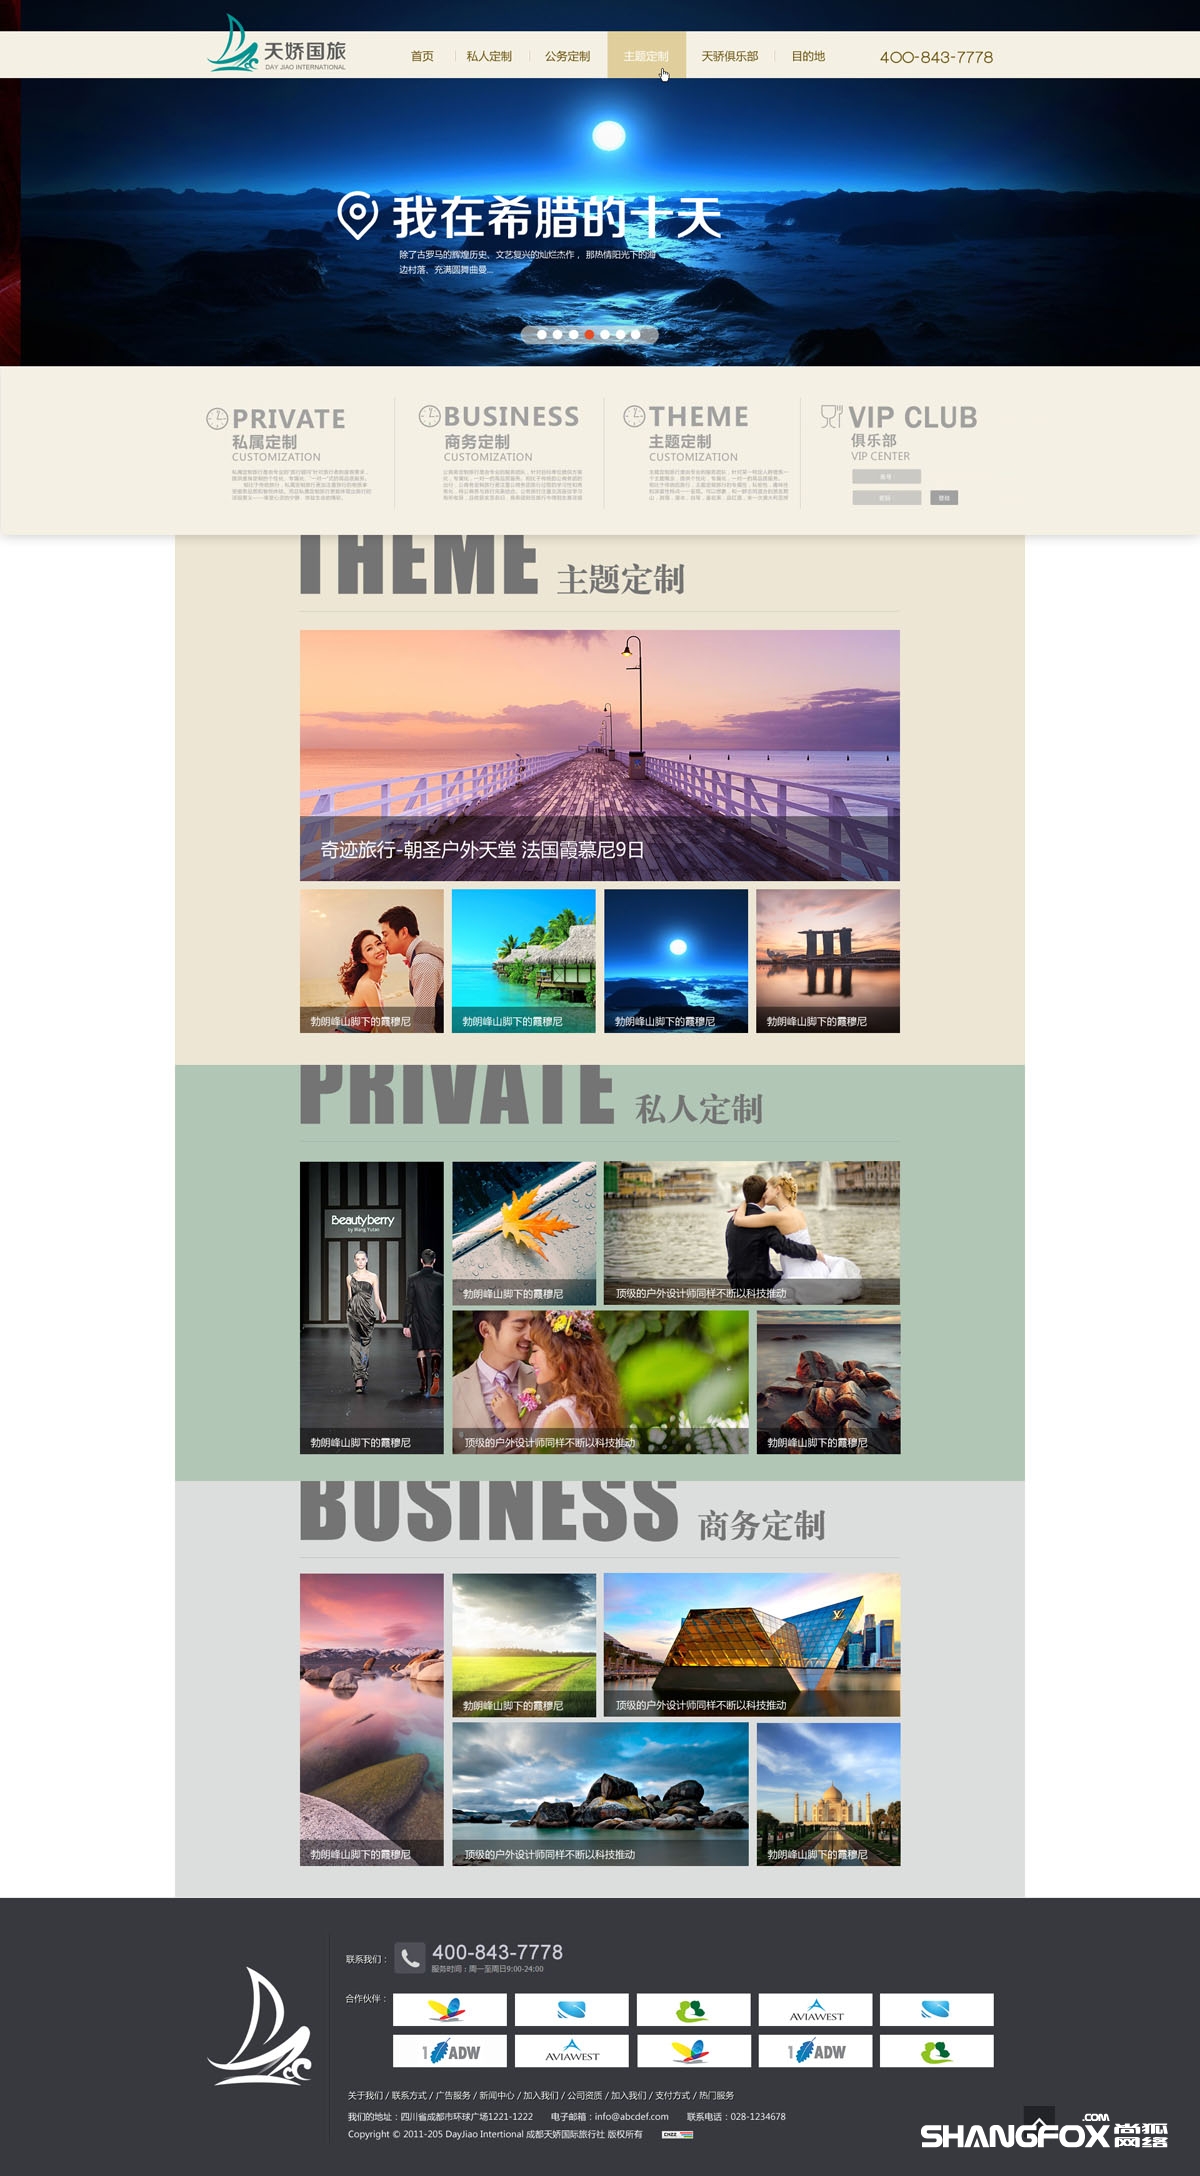 天娇国旅
DAY JIAO INTERNATIONAL
首页
私人定制
公务定制
主题定制
天骄俱乐部
目的地
400-843-7778
我在希腊的十天
除了古罗马的辉煌历史、文艺复兴的灿烂杰作，那热情阳光下的海
边村落、充满圆舞曲曼...
PRIVATE
私属定制
CUSTOMIZATION
BUSINESS
商务定制
CUSTOMIZATION
THEME
主题定制
CUSTOMIZATION
VIP CLUB
俱乐部
VIP CENTER
THEME 主题定制
奇迹旅行-朝圣户外天堂 法国霞慕尼9日
勃朗峰山脚下的霞穆尼
勃朗峰山脚下的霞穆尼
勃朗峰山脚下的霞穆尼
勃朗峰山脚下的霞穆尼
PRIVATE 私人定制
Beautyberry
by Wang Yutao
勃朗峰山脚下的霞穆尼
顶级的户外设计师同样不断以科技推动
勃朗峰山脚下的霞穆尼
顶级的户外设计师同样不断以科技推动
勃朗峰山脚下的霞穆尼
BUSINESS 商务定制
勃朗峰山脚下的霞穆尼
顶级的户外设计师同样不断以科技推动
勃朗峰山脚下的霞穆尼
顶级的户外设计师同样不断以科技推动
勃朗峰山脚下的霞穆尼
联系我们：
400-843-7778
服务时间：周一至周日9:00-24:00
合作伙伴：
AVIAWEST
1 ADW
AVIAWEST
1 ADW
关于我们 / 联系方式 / 广告服务 / 新闻中心 / 加入我们 / 公司资质 / 加入我们 / 支付方式 / 热门服务
我们的地址：四川省成都市环球广场1221-1222 电子邮箱：info@abcdef.com 联系电话：028-1234678
Copyright © 2011-205 DayJiao Intertional 成都天娇国际旅行社 版权所有
CNZZ
SHANGFOX.COM 尚狐网络